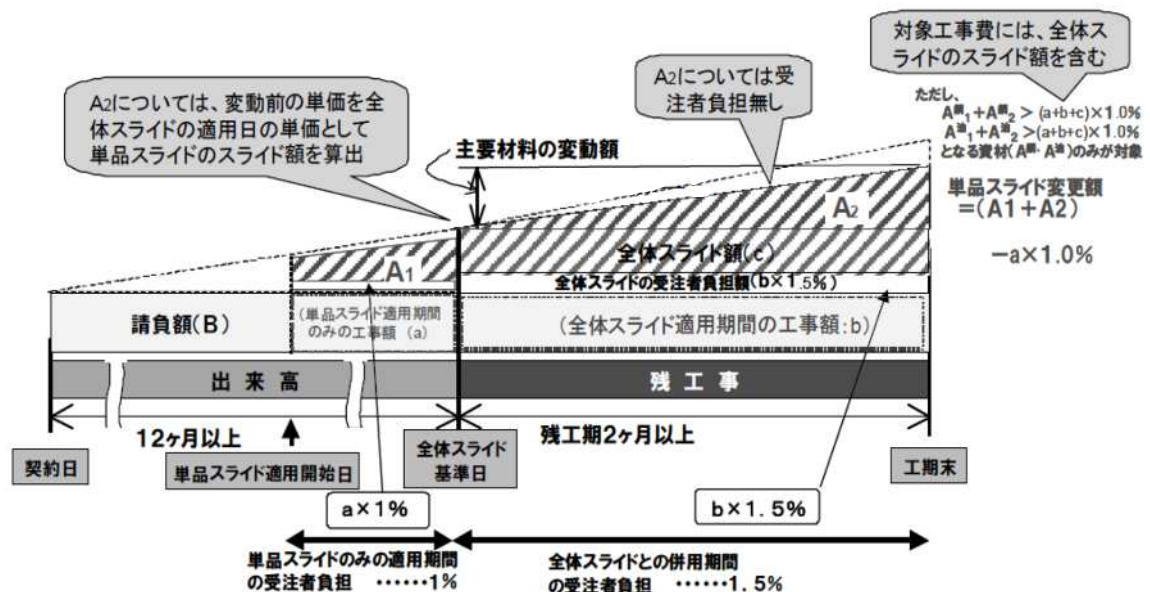 対象工事費には、全体ス
ライドのスライド額を含む
A2については受
注者負担無し
A2については、変動前の単価を全
体スライドの適用日の単価として
単品スライドのスライド額を算出
ただし、
A鋼1+A鋼2>(a+b+c)×1.0%
A油1+A油2>(a+b+c)×1.0%
となる資材(A鋼、A油)のみが対象
主要材料の変動額
単品スライド変更額
=(A1+A2)
-a×1.0%
A2
A1
全体スライド額(c)
全体スライドの受注者負担額(b×1.5%)
請負額(B)
(単品スライド適用期間
のみの工事額 (a)
(全体スライド適用期間の工事額:b)
出来高
残工事
12ヶ月以上
残工期2ヶ月以上
契約日
単品スライド適用開始日
全体スライド
基準日
工期末
a×1%
b×1.5%
単品スライドのみの適用期間
の受注者負担 ……1%
全体スライドとの併用期間
の受注者負担 ……1.5%